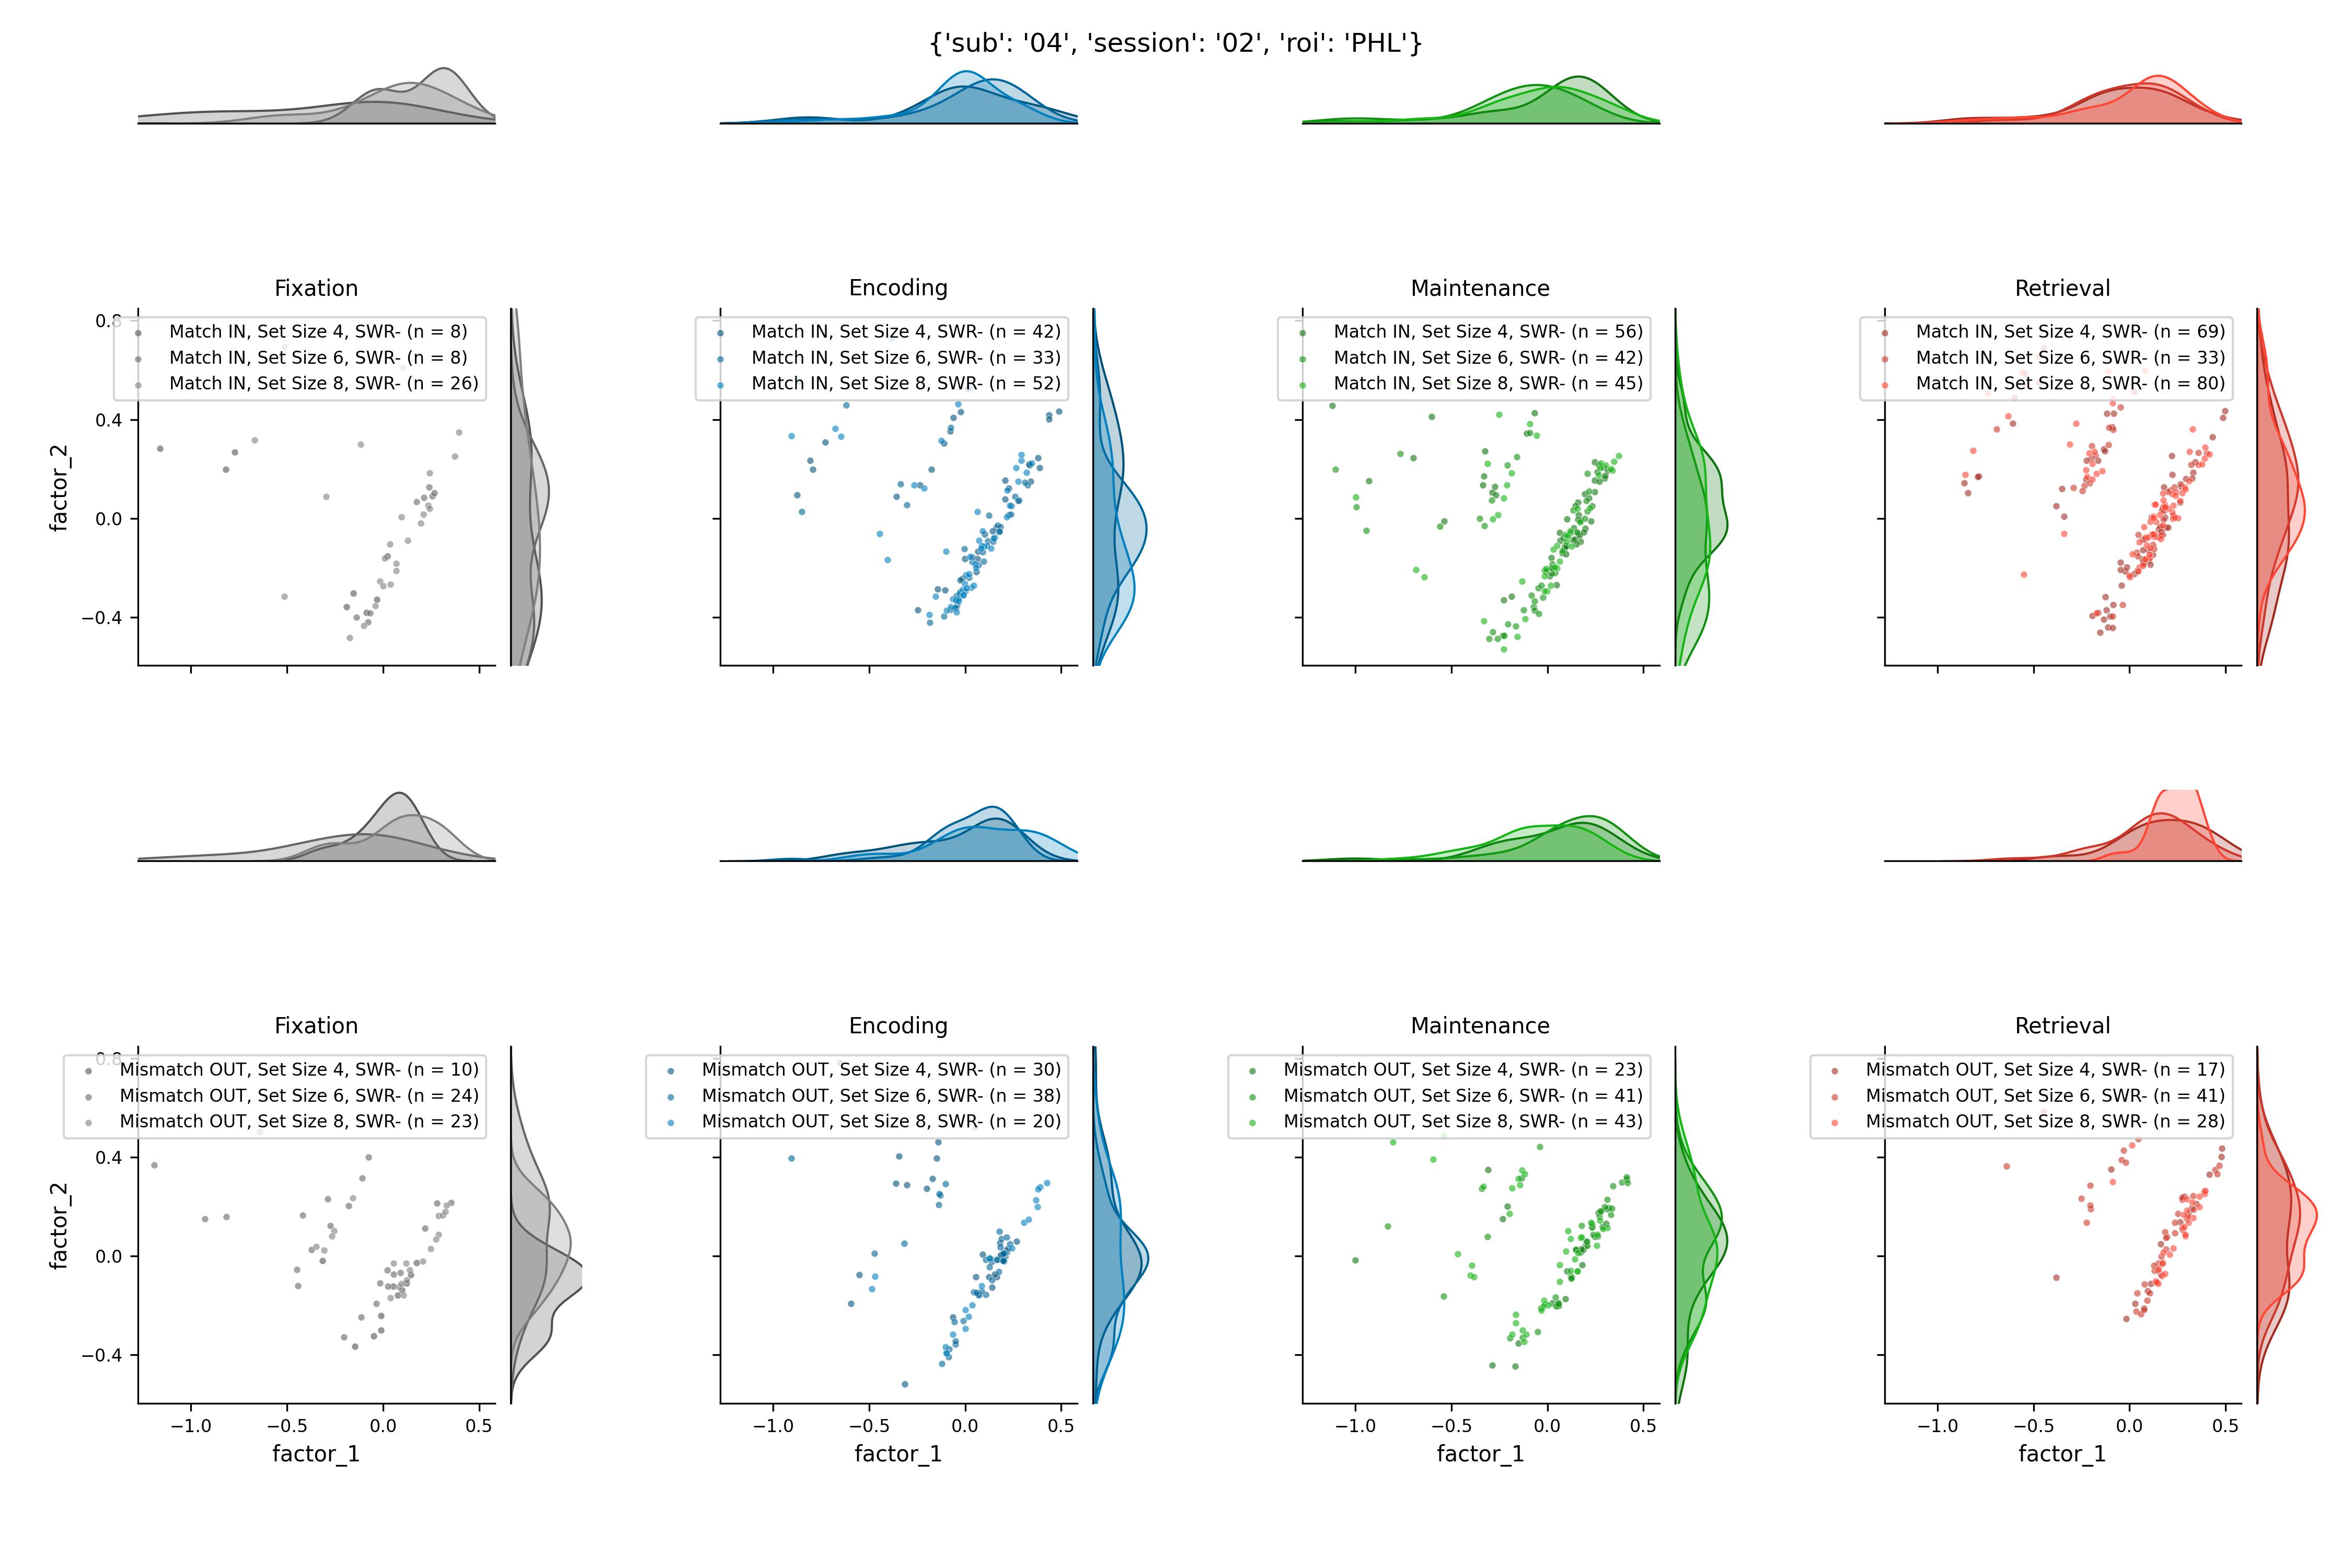 {'sub': '04', 'session': '02', 'roi': 'PHL'}
Fixation
Encoding
Maintenance
Retrieval
0.8
Match IN, Set Size 4, SWR- (n = 8)
Match IN, Set Size 6, SWR- (n = 8)
Match IN, Set Size 8, SWR- (n = 26)
Match IN, Set Size 4, SWR- (n = 42)
Match IN, Set Size 6, SWR- (n = 33)
Match IN, Set Size 8, SWR- (n = 52)
Match IN, Set Size 4, SWR- (n = 56)
Match IN, Set Size 6, SWR- (n = 42)
Match IN, Set Size 8, SWR- (n = 45)
Match IN, Set Size 4, SWR- (n = 69)
Match IN, Set Size 6, SWR- (n = 33)
Match IN, Set Size 8, SWR- (n = 80)
0.4
0.0
−0.4
factor_2
Fixation
Encoding
Maintenance
Retrieval
0.8
Mismatch OUT, Set Size 4, SWR- (n = 10)
Mismatch OUT, Set Size 6, SWR- (n = 24)
Mismatch OUT, Set Size 8, SWR- (n = 23)
Mismatch OUT, Set Size 4, SWR- (n = 30)
Mismatch OUT, Set Size 6, SWR- (n = 38)
Mismatch OUT, Set Size 8, SWR- (n = 20)
Mismatch OUT, Set Size 4, SWR- (n = 23)
Mismatch OUT, Set Size 6, SWR- (n = 41)
Mismatch OUT, Set Size 8, SWR- (n = 43)
Mismatch OUT, Set Size 4, SWR- (n = 17)
Mismatch OUT, Set Size 6, SWR- (n = 41)
Mismatch OUT, Set Size 8, SWR- (n = 28)
0.4
0.0
−0.4
factor_2
−1.0 −0.5 0.0 0.5
−1.0 −0.5 0.0 0.5
−1.0 −0.5 0.0 0.5
−1.0 −0.5 0.0 0.5
factor_1
factor_1
factor_1
factor_1